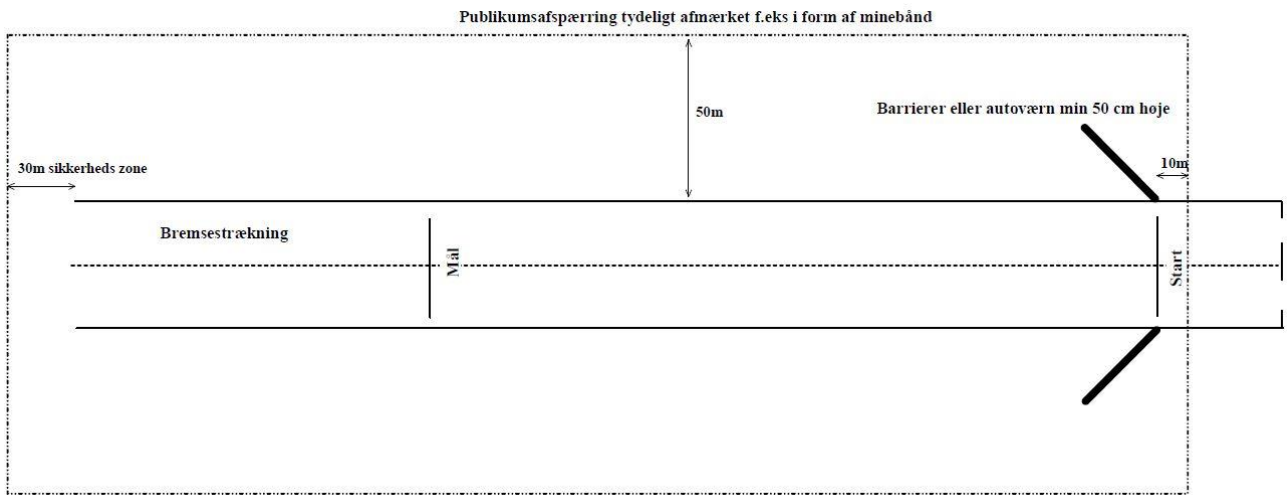 Publikumsafspærring tydeligt afmærket f.eks i form af minebånd
50m
Barrierer eller autoværn min 50 cm høje
30m sikkerheds zone
10m
Bremsestrækning
Mål
Start